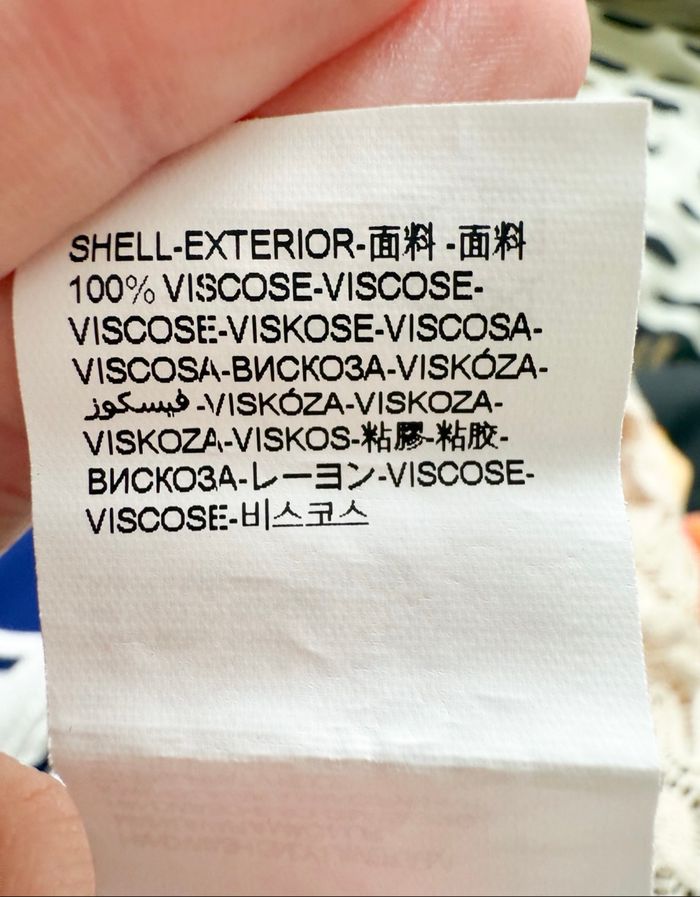 SHELL-EXTERIOR-面料 -面料
100% VISCOSE-VISCOSE-
VISCOSE-VISKOSE-VISCOSA-
VISCOSA-ВИСКОЗА-VISKÓZA-
فيسكوز -VISKÓZA-VISKOZA-
VISKOZA-VISKOS-粘膠-粘胶-
ВИСКОЗА-レーヨン-VISCOSE-
VISCOSE-비스코스